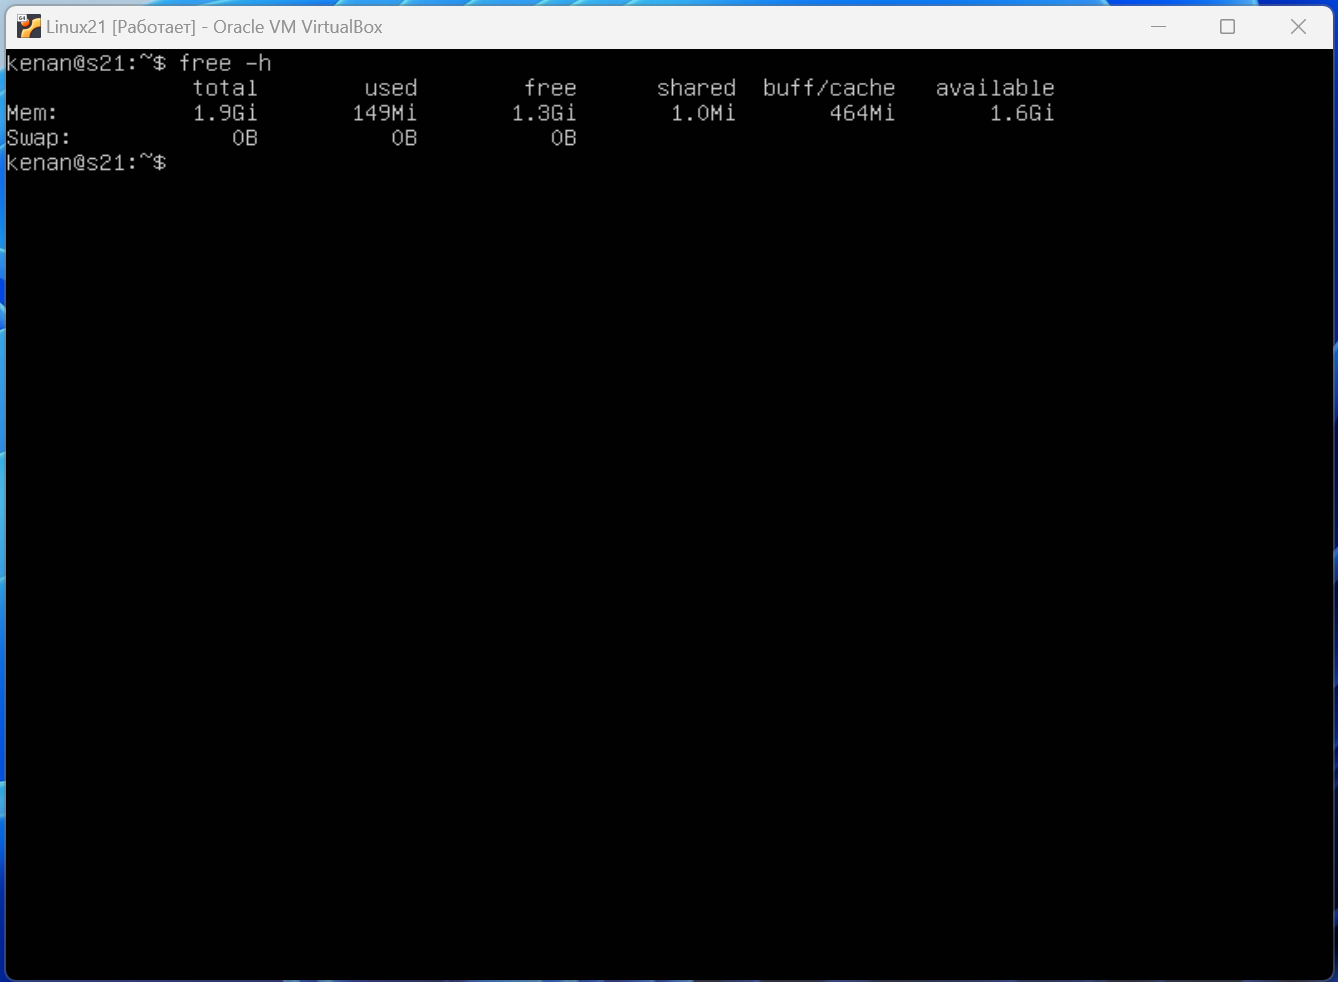 Linux21 [Работает] - Oracle VM VirtualBox
kenan@s21:~$ free -h
total used free shared buff/cache available
Mem: 1.9Gi 149Mi 1.3Gi 1.0Mi 464Mi 1.6Gi
Swap: 0B 0B 0B
kenan@s21:~$